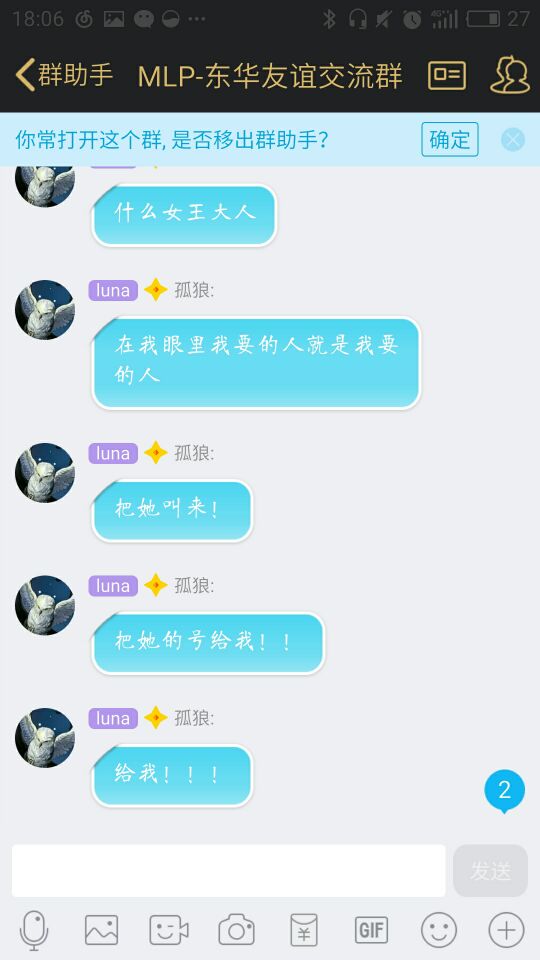 18:06
4G
27
群助手
MLP-东华友谊交流群
你常打开这个群, 是否移出群助手?
确定
什么女王大人
luna
孤狼:
在我眼里我要的人就是我要
的人
luna
孤狼:
把她叫来!
luna
孤狼:
把她的号给我!!
luna
孤狼:
给我!!!
2
发送
¥
GIF